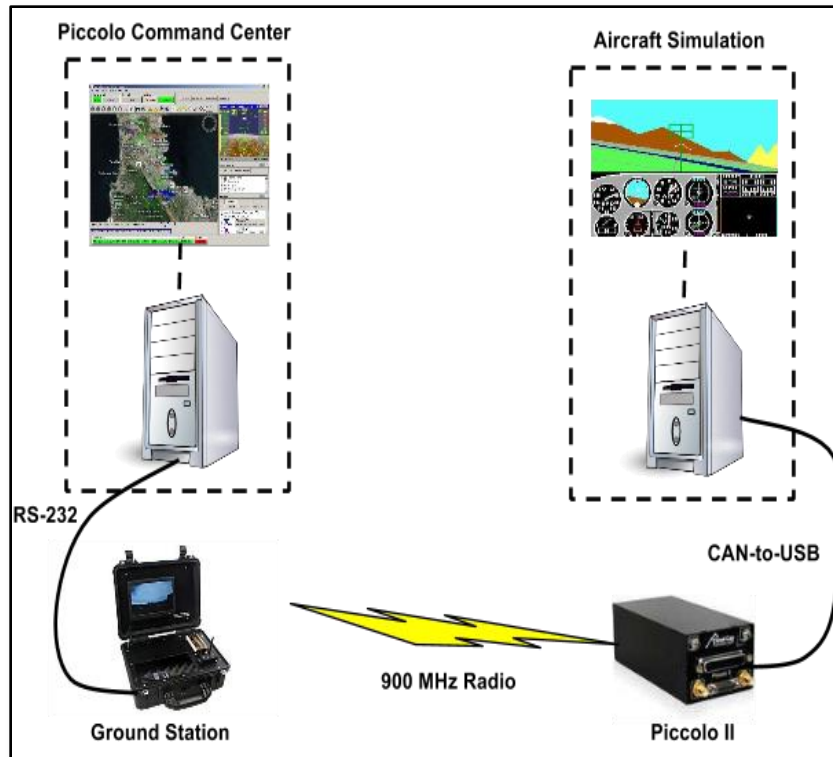 Piccolo Command Center
Aircraft Simulation
RS-232
CAN-to-USB
900 MHz Radio
Ground Station
Piccolo II